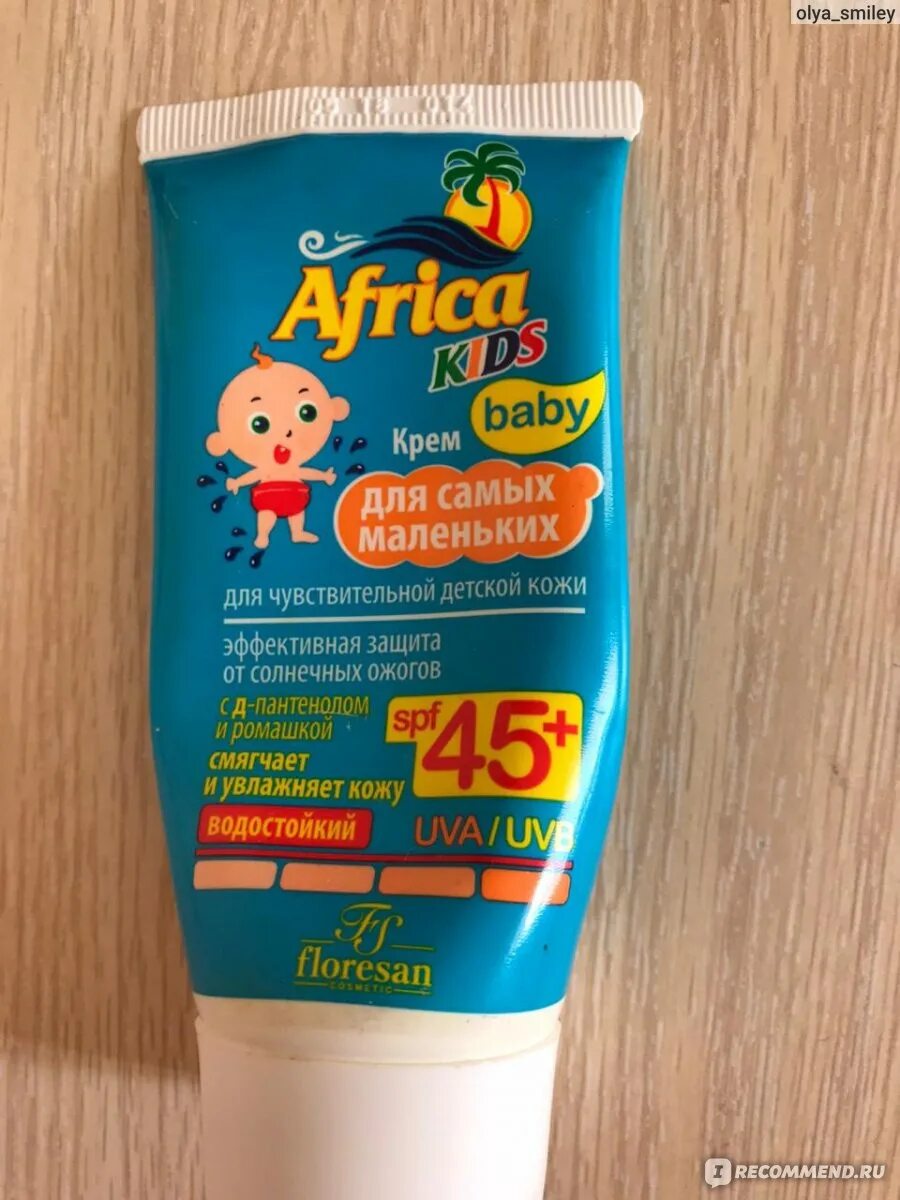 olya_smiley
Africa
KIDS
baby
Крем
для самых
маленьких
для чувствительной детской кожи
эффективная защита
от солнечных ожогов
с д-пантенолом
и ромашкой
смягчает
и увлажняет кожу
spf 45+
водостойкий
UVA/UVB
FS
floresan
COSMETIC
IRECOMMEND.RU